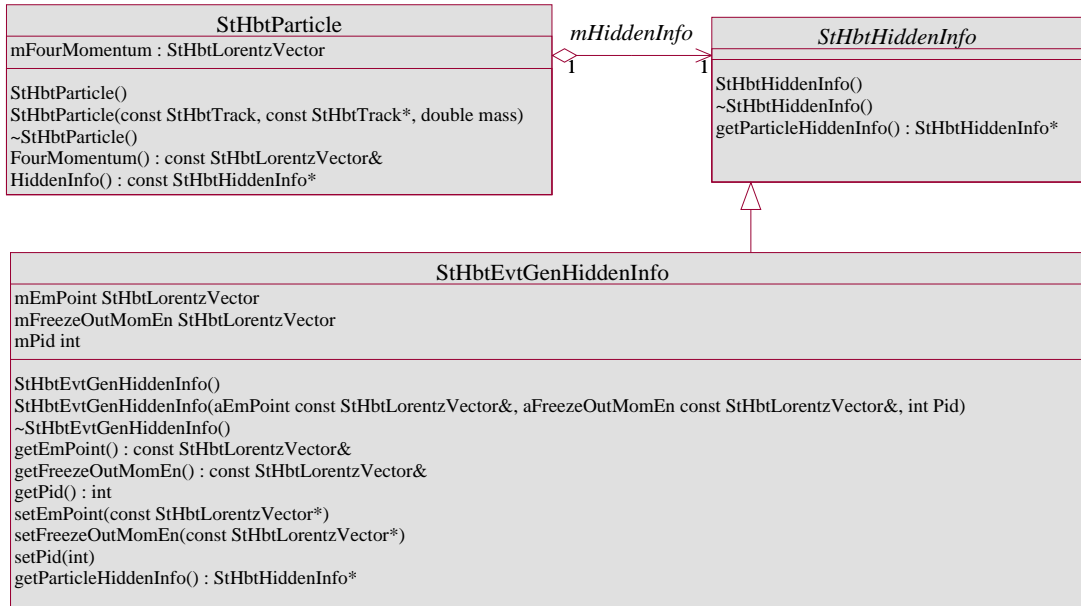 StHbtParticle
mFourMomentum : StHbtLorentzVector
StHbtParticle()
StHbtParticle(const StHbtTrack, const StHbtTrack*, double mass)
~StHbtParticle()
FourMomentum() : const StHbtLorentzVector&
HiddenInfo() : const StHbtHiddenInfo*
mHiddenInfo
1
1
StHbtHiddenInfo
StHbtHiddenInfo()
~StHbtHiddenInfo()
getParticleHiddenInfo() : StHbtHiddenInfo*
StHbtEvtGenHiddenInfo
mEmPoint StHbtLorentzVector
mFreezeOutMomEn StHbtLorentzVector
mPid int
StHbtEvtGenHiddenInfo()
StHbtEvtGenHiddenInfo(aEmPoint const StHbtLorentzVector&, aFreezeOutMomEn const StHbtLorentzVector&, int Pid)
~StHbtEvtGenHiddenInfo()
getEmPoint() : const StHbtLorentzVector&
getFreezeOutMomEn() : const StHbtLorentzVector&
getPid() : int
setEmPoint(const StHbtLorentzVector*)
setFreezeOutMomEn(const StHbtLorentzVector*)
setPid(int)
getParticleHiddenInfo() : StHbtHiddenInfo*